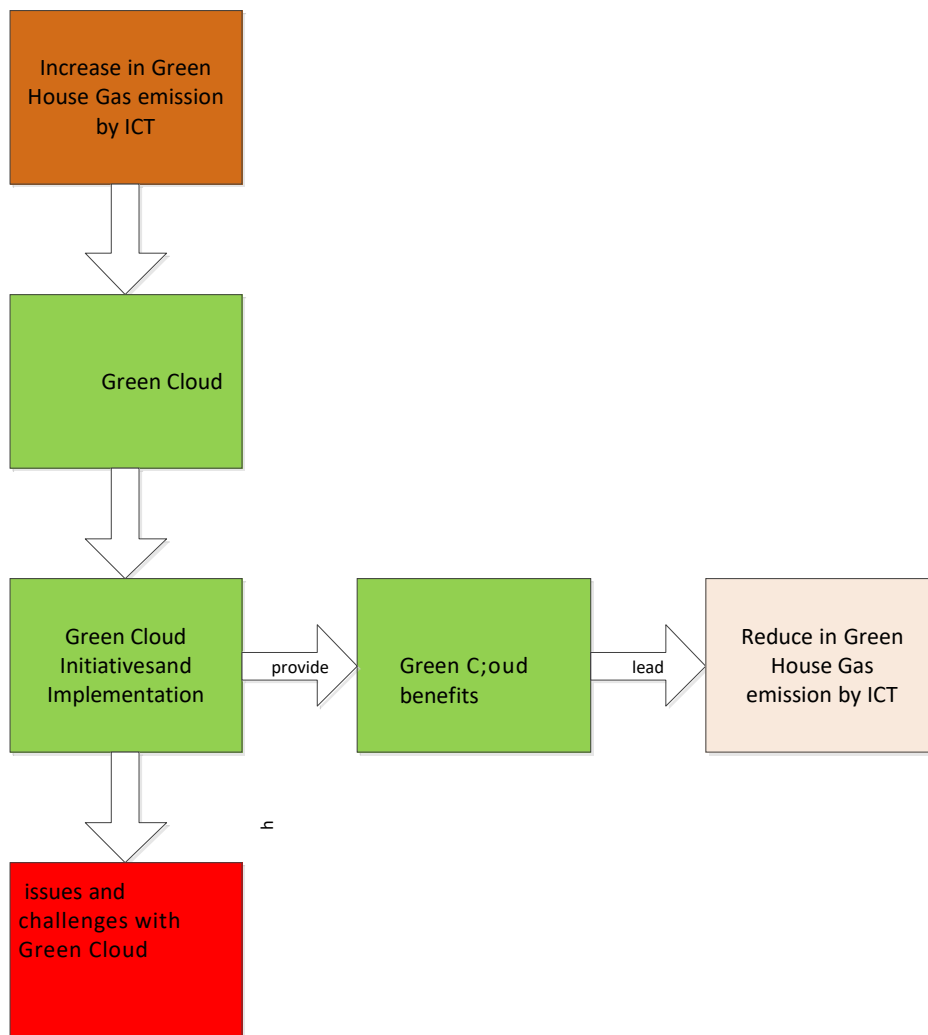 Increase in Green
House Gas emission
by ICT
Green Cloud
Green Cloud
Initiativesand
Implementation
provide
Green C;oud
benefits
lead
Reduce in Green
House Gas
emission by ICT
h
issues and
challenges with
Green Cloud